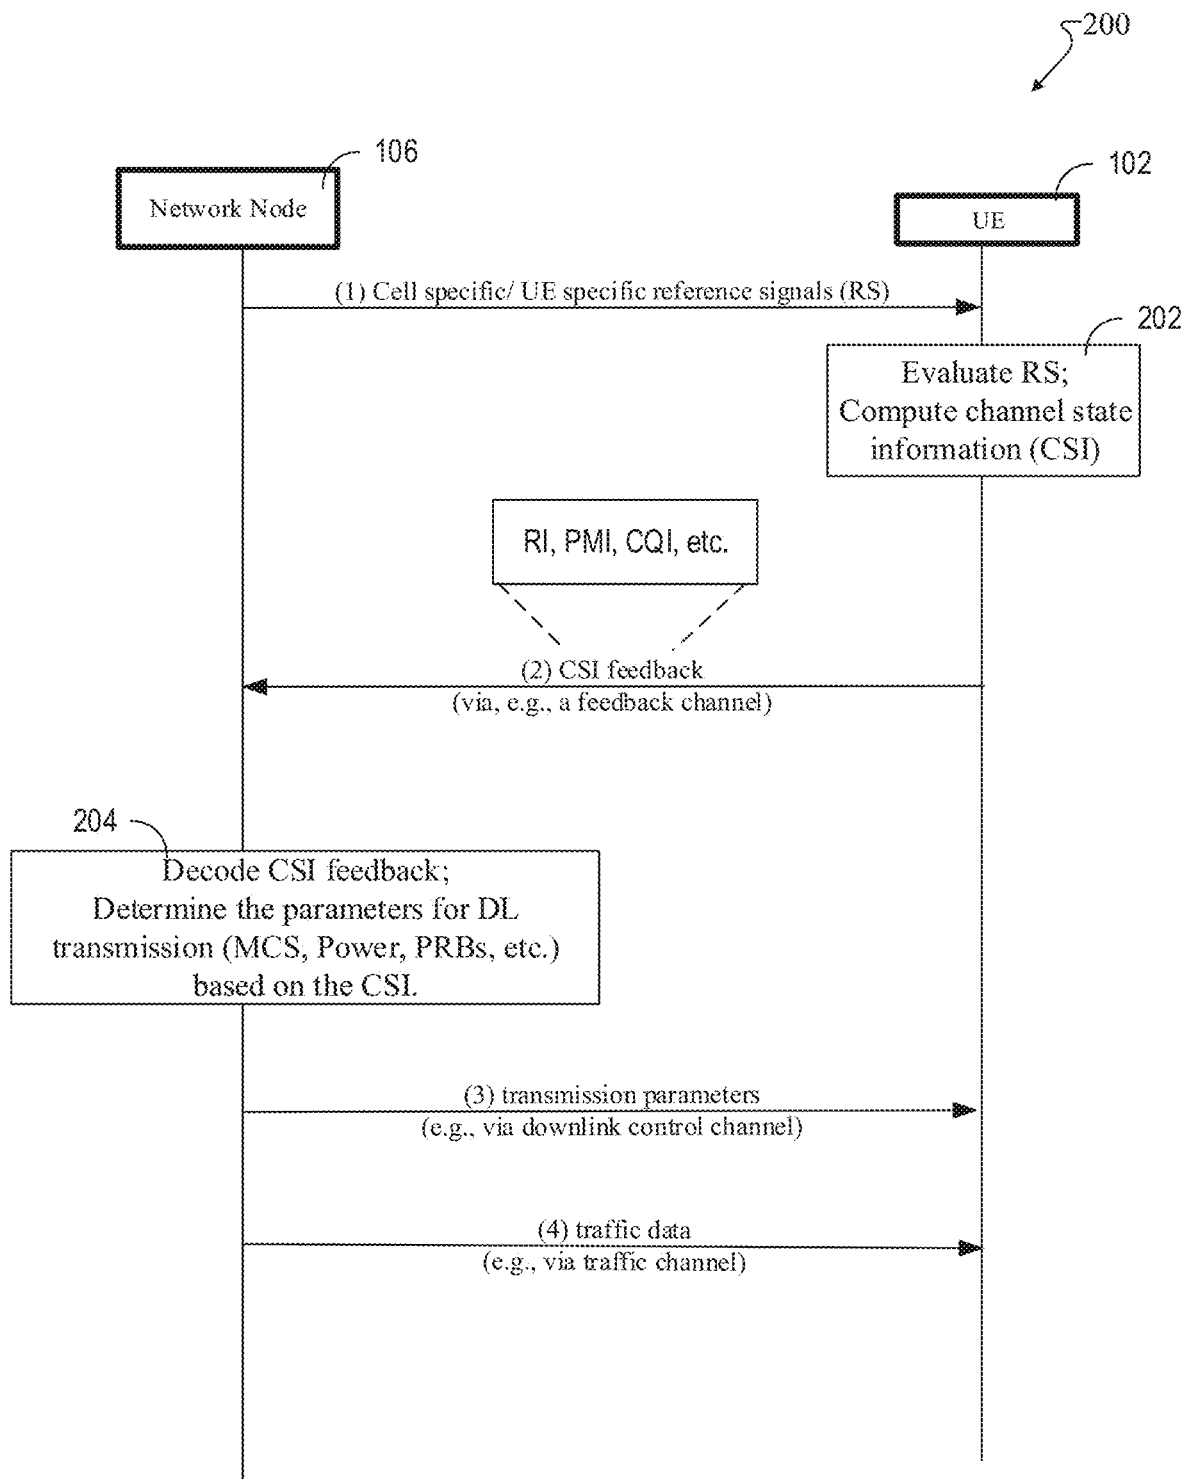 200
106
102
Network Node
UE
(1) Cell specific/ UE specific reference signals (RS)
202
Evaluate RS;
Compute channel state
information (CSI)
RI, PMI, CQI, etc.
(2) CSI feedback
(via, e.g., a feedback channel)
204
Decode CSI feedback;
Determine the parameters for DL
transmission (MCS, Power, PRBs, etc.)
based on the CSI.
(3) transmission parameters
(e.g., via downlink control channel)
(4) traffic data
(e.g., via traffic channel)